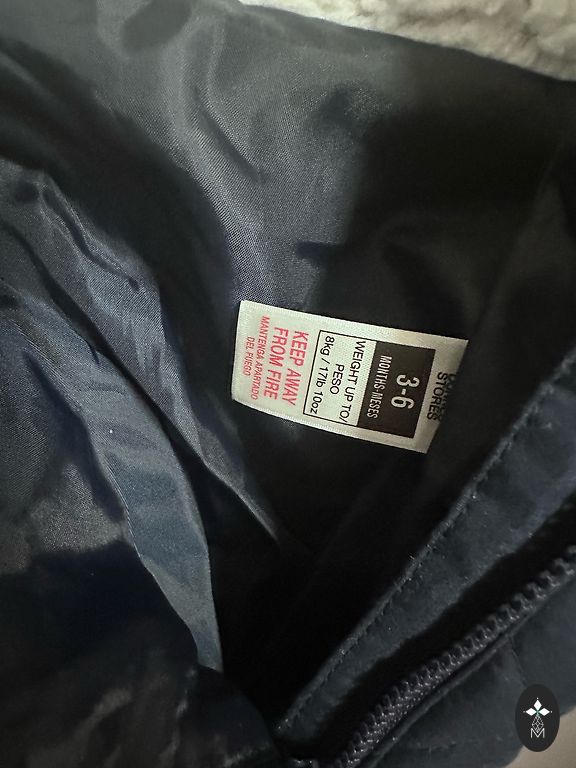 STORES
3-6
MONTHS-MESES
WEIGHT UP TO/
PESO
8kg / 17lb 10oz
KEEP AWAY
FROM FIRE
MANTENGA APARTADO
DEL FUEGO